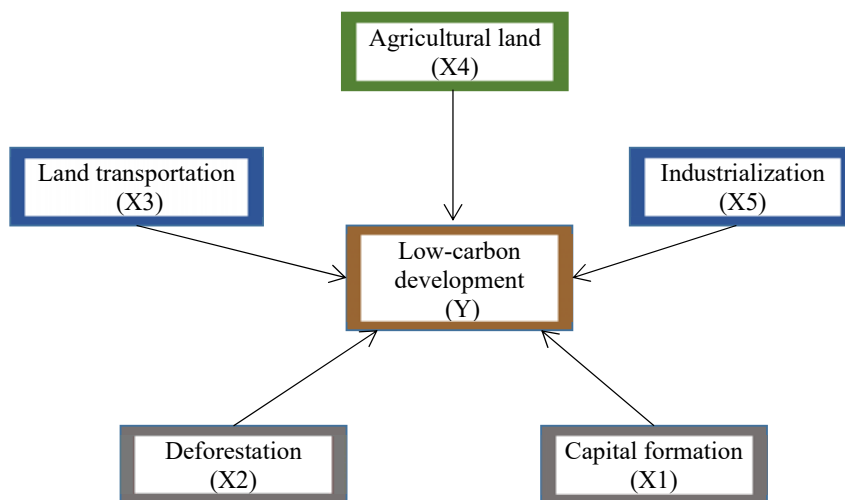 Agricultural land
(X4)
Land transportation
(X3)
Industrialization
(X5)
Low-carbon
development
(Y)
Deforestation
(X2)
Capital formation
(X1)